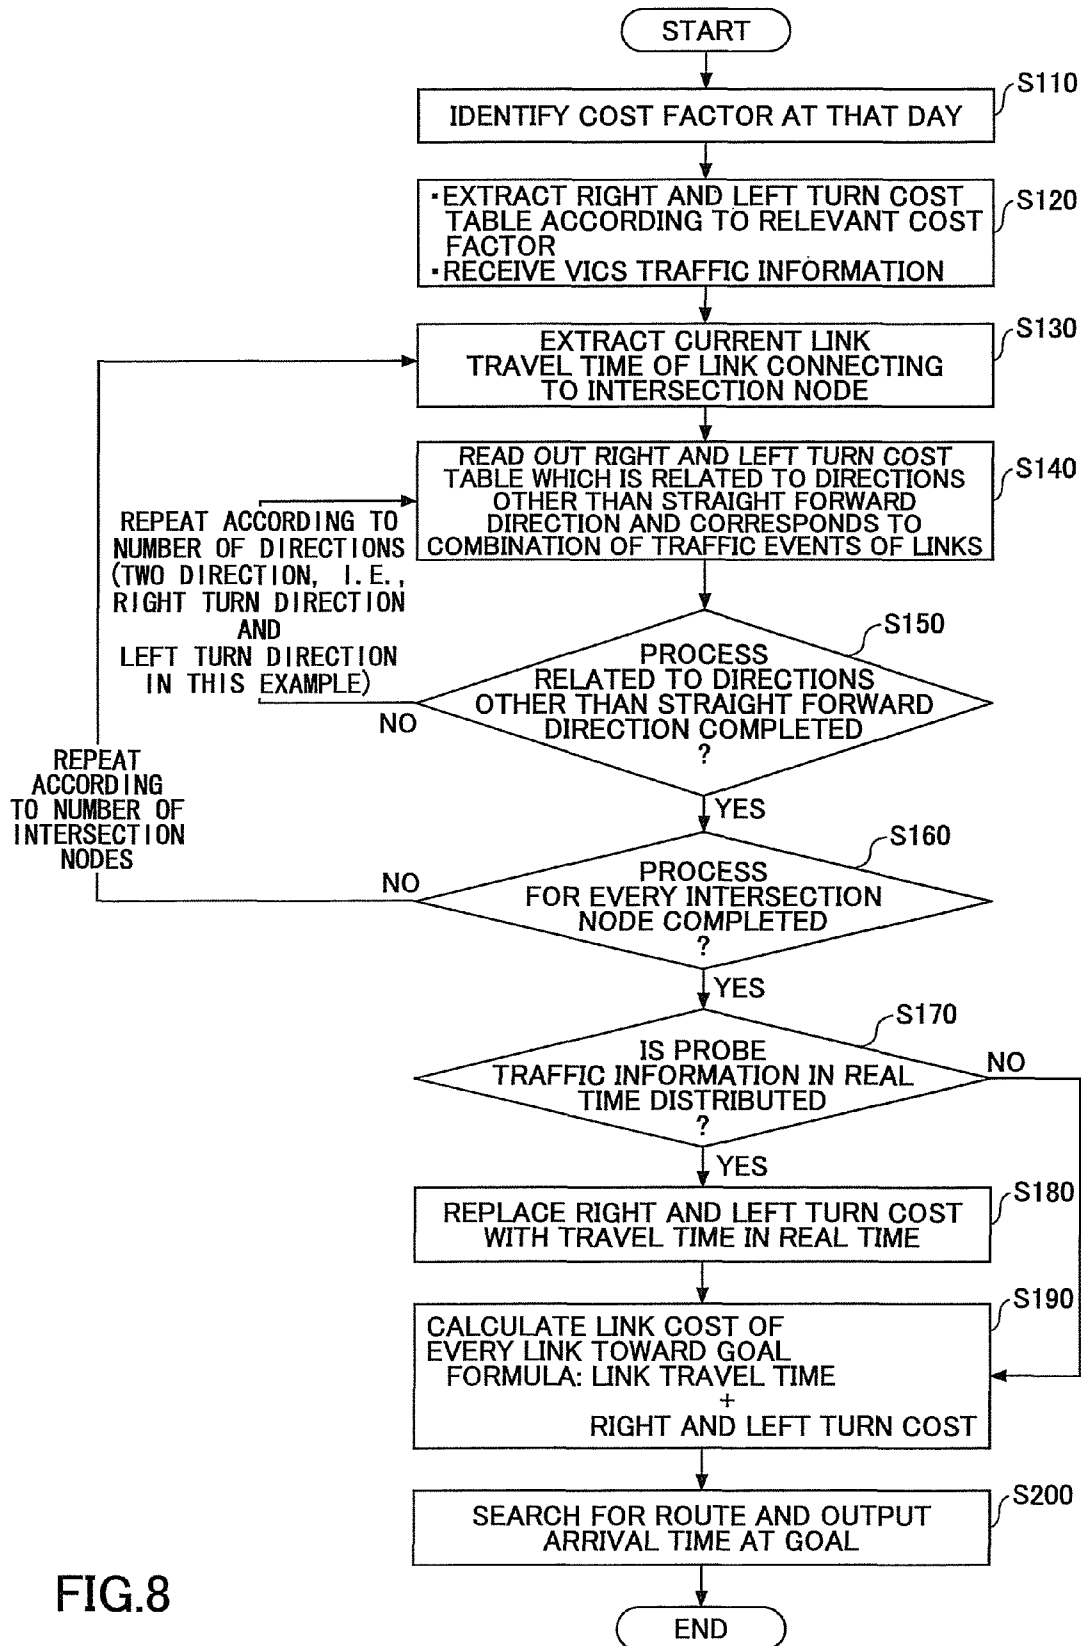 START
S110
IDENTIFY COST FACTOR AT THAT DAY
S120
・EXTRACT RIGHT AND LEFT TURN COST
TABLE ACCORDING TO RELEVANT COST
FACTOR
・RECEIVE VICS TRAFFIC INFORMATION
S130
EXTRACT CURRENT LINK
TRAVEL TIME OF LINK CONNECTING
TO INTERSECTION NODE
S140
READ OUT RIGHT AND LEFT TURN COST
TABLE WHICH IS RELATED TO DIRECTIONS
OTHER THAN STRAIGHT FORWARD
DIRECTION AND CORRESPONDS TO
COMBINATION OF TRAFFIC EVENTS OF LINKS
REPEAT ACCORDING TO
NUMBER OF DIRECTIONS
(TWO DIRECTION, I.E.,
RIGHT TURN DIRECTION
AND
LEFT TURN DIRECTION
IN THIS EXAMPLE)
S150
PROCESS
RELATED TO DIRECTIONS
OTHER THAN STRAIGHT FORWARD
DIRECTION COMPLETED
?
NO
YES
REPEAT
ACCORDING
TO NUMBER OF
INTERSECTION
NODES
S160
PROCESS
FOR EVERY INTERSECTION
NODE COMPLETED
?
NO
YES
S170
IS PROBE
TRAFFIC INFORMATION IN REAL
TIME DISTRIBUTED
?
NO
YES
S180
REPLACE RIGHT AND LEFT TURN COST
WITH TRAVEL TIME IN REAL TIME
S190
CALCULATE LINK COST OF
EVERY LINK TOWARD GOAL
FORMULA: LINK TRAVEL TIME
+
RIGHT AND LEFT TURN COST
S200
SEARCH FOR ROUTE AND OUTPUT
ARRIVAL TIME AT GOAL
END
FIG.8